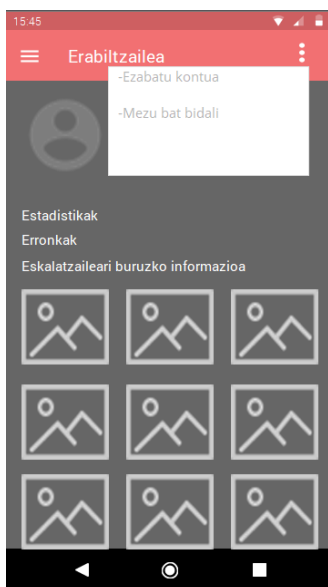 15:45
Erabiltzailea
-Ezabatu kontua
-Mezu bat bidali
Estadistikak
Erronkak
Eskalatzaileari buruzko informazioa